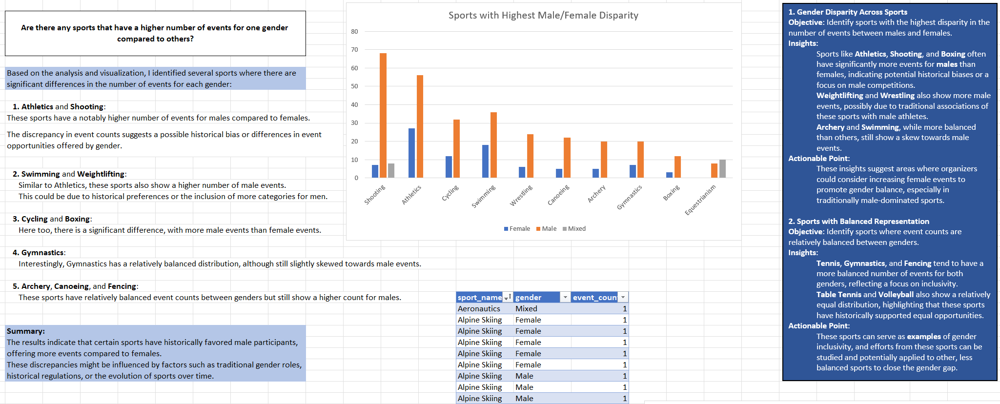 Are there any sports that have a higher number of events for one gender
compared to others?
Based on the analysis and visualization, I identified several sports where there are
significant differences in the number of events for each gender:
1. Athletics and Shooting:
These sports have a notably higher number of events for males compared to females.
The discrepancy in event counts suggests a possible historical bias or differences in event
opportunities offered by gender.
2. Swimming and Weightlifting:
Similar to Athletics, these sports also show a higher number of male events.
This could be due to historical preferences or the inclusion of more categories for men.
3. Cycling and Boxing:
Here too, there is a significant difference, with more male events than female events.
4. Gymnastics:
Interestingly, Gymnastics has a relatively balanced distribution, although still slightly skewed towards male events.
5. Archery, Canoeing, and Fencing:
These sports have relatively balanced event counts between genders but still show a higher count for males.
Summary:
The results indicate that certain sports have historically favored male participants,
offering more events compared to females.
These discrepancies might be influenced by factors such as traditional gender roles,
historical regulations, or the evolution of sports over time.
Sports with Highest Male/Female Disparity
80
70
60
50
40
30
20
10
0
Shooting
Athletics
Cycling
Swimming
Wrestling
Canoeing
Archery
Gymnastics
Boxing
Equestrianism
Female Male Mixed
sport_name gender event_coun
Aeronautics Mixed 1
Alpine Skiing Female 1
Alpine Skiing Female 1
Alpine Skiing Female 1
Alpine Skiing Female 1
Alpine Skiing Female 1
Alpine Skiing Male 1
Alpine Skiing Male 1
Alpine Skiing Male 1
1. Gender Disparity Across Sports
Objective: Identify sports with the highest disparity in the
number of events between males and females.
Insights:
Sports like Athletics, Shooting, and Boxing often
have significantly more events for males than
females, indicating potential historical biases or a
focus on male competitions.
Weightlifting and Wrestling also show more male
events, possibly due to traditional associations of
these sports with male athletes.
Archery and Swimming, while more balanced
than others, still show a skew towards male
events.
Actionable Point:
These insights suggest areas where organizers
could consider increasing female events to
promote gender balance, especially in
traditionally male-dominated sports.
2. Sports with Balanced Representation
Objective: Identify sports where event counts are
relatively balanced between genders.
Insights:
Tennis, Gymnastics, and Fencing tend to have a
more balanced number of events for both
genders, reflecting a focus on inclusivity.
Table Tennis and Volleyball also show a relatively
equal distribution, highlighting that these sports
have historically supported equal opportunities.
Actionable Point:
These sports can serve as examples of gender
inclusivity, and efforts from these sports can be
studied and potentially applied to other, less
balanced sports to close the gender gap.